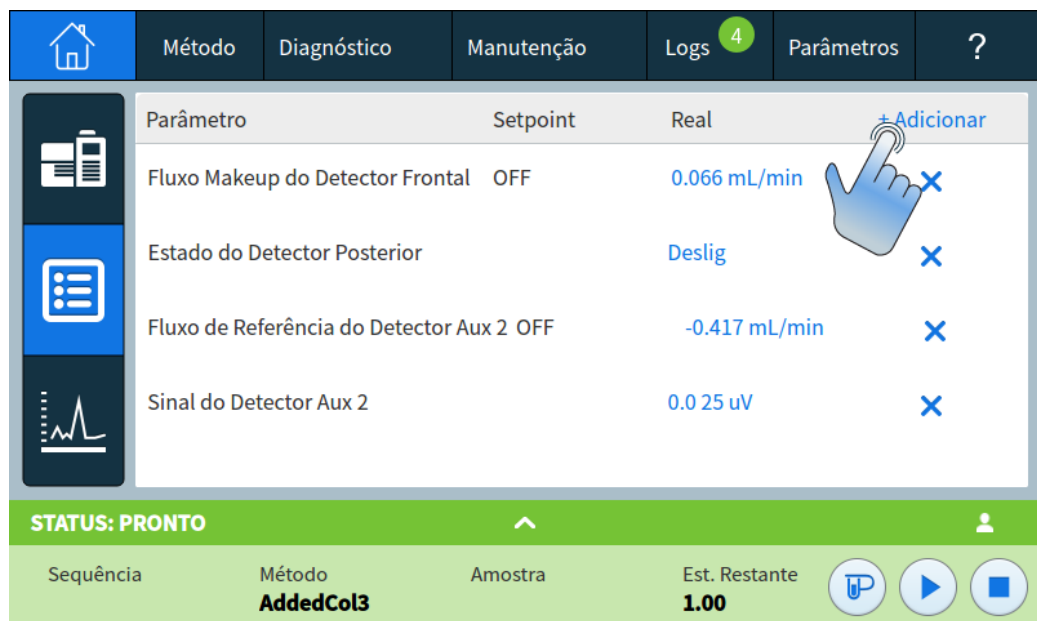 Método Diagnóstico Manutenção Logs 4 Parâmetros ?
Parâmetro Setpoint Real + Adicionar
Fluxo Makeup do Detector Frontal OFF 0.066 mL/min
Estado do Detector Posterior Deslig
Fluxo de Referência do Detector Aux 2 OFF -0.417 mL/min
Sinal do Detector Aux 2 0.0 25 uV
STATUS: PRONTO
Sequência Método Amostra Est. Restante
AddedCol3 1.00